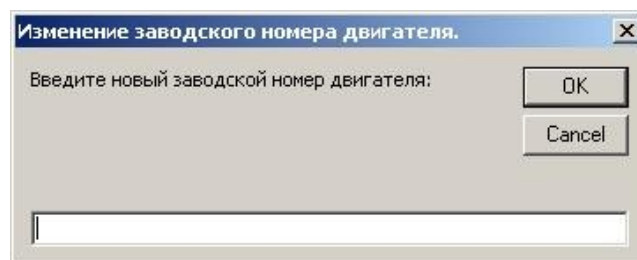 Изменение заводского номера двигателя.
Введите новый заводской номер двигателя:
OK
Cancel